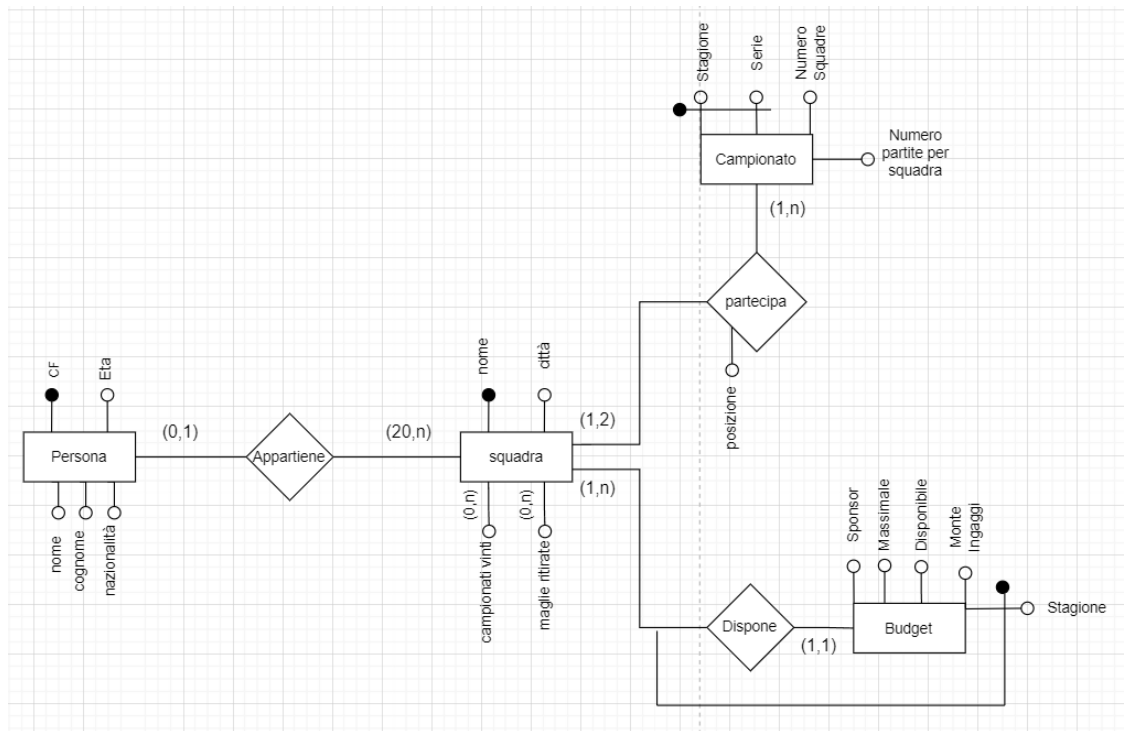 Stagione
Serie
Numero
Squadre
Campionato
Numero
partite per
squadra
(1,n)
partecipa
posizione
CF
Eta
Persona
nome
cognome
nazionalità
(0,1)
Appartiene
(20,n)
nome
città
squadra
(0,n)
(0,n)
campionati vinti
maglie ritirate
(1,2)
(1,n)
Dispone
(1,1)
Sponsor
Massimale
Disponibile
Monte
Ingaggi
Budget
Stagione